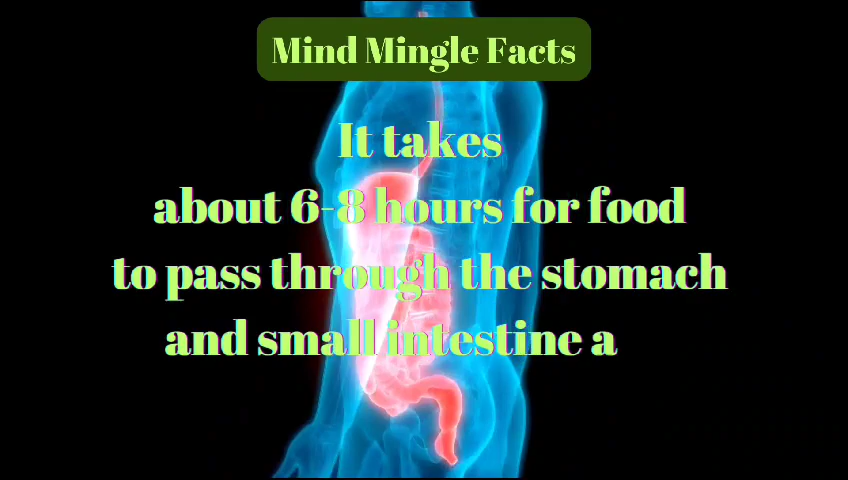 Mind Mingle Facts
It takes
about 6-8 hours for food
to pass through the stomach
and small intestine a